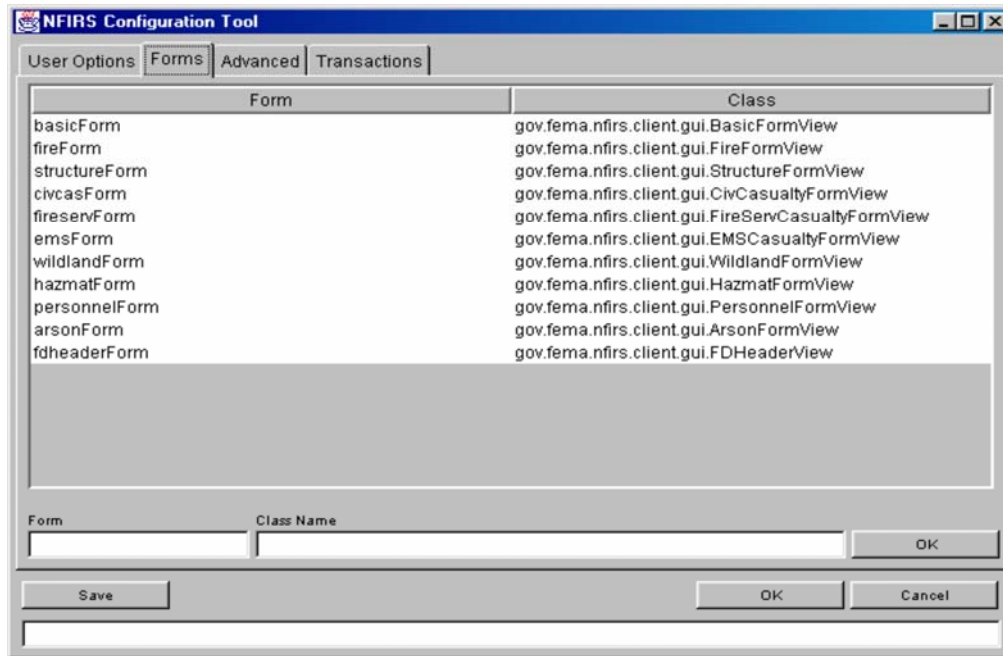 NFIRS Configuration Tool
User Options Forms Advanced Transactions
Form Class
basicForm gov.fema.nfirs.client.gui.BasicFormView
fireForm gov.fema.nfirs.client.gui.FireFormView
structureForm gov.fema.nfirs.client.gui.StructureFormView
civcasForm gov.fema.nfirs.client.gui.CivCasualtyFormView
fireservForm gov.fema.nfirs.client.gui.FireServCasualtyFormView
emsForm gov.fema.nfirs.client.gui.EMSCasualtyFormView
wildlandForm gov.fema.nfirs.client.gui.WildlandFormView
hazmatForm gov.fema.nfirs.client.gui.HazmatFormView
personnelForm gov.fema.nfirs.client.gui.PersonnelFormView
arsonForm gov.fema.nfirs.client.gui.ArsonFormView
fdheaderForm gov.fema.nfirs.client.gui.FDHeaderView
Form Class Name
OK
Save OK Cancel